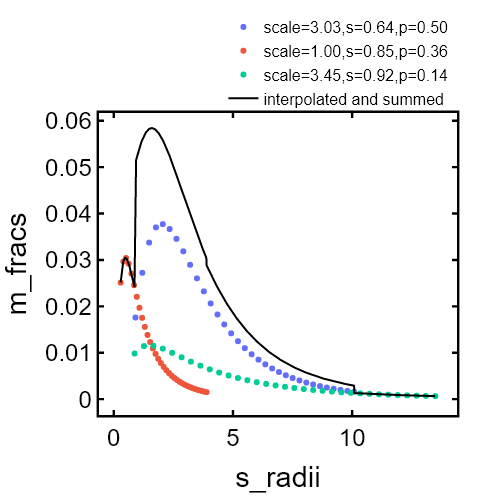 scale=3.03,s=0.64,p=0.50
scale=1.00,s=0.85,p=0.36
scale=3.45,s=0.92,p=0.14
interpolated and summed
0.06
0.05
0.04
0.03
0.02
0.01
0
m_fracs
0 5 10
s_radii